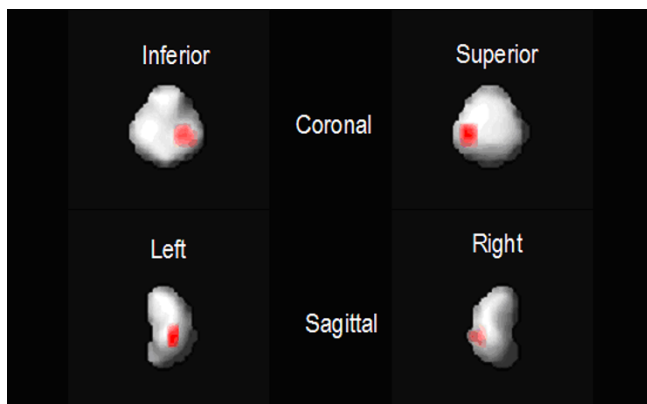 Inferior
Superior
Coronal
Left
Right
Sagittal